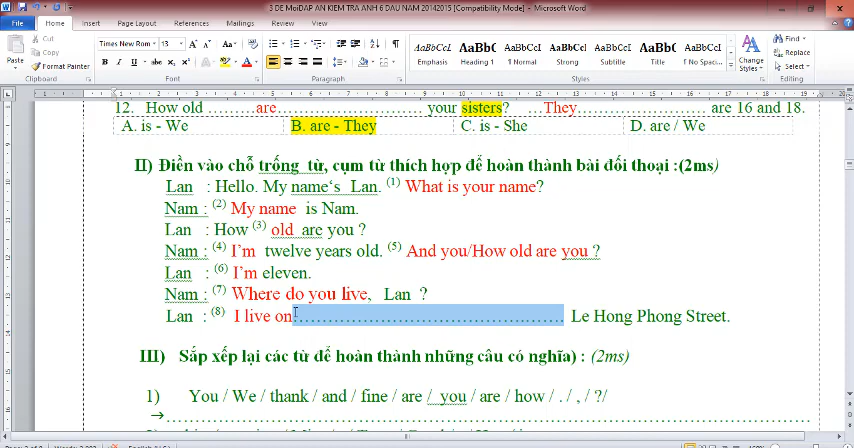 3 DE MoiDAP AN KIEM TRA ANH 6 DAU NAM 20142015 [Compatibility Mode] - Microsoft Word
File Home Insert Page Layout References Mailings Review View
Cut
Copy
Format Painter
Paste
Clipboard
Times New Rom 13
Font
Paragraph
AaBbCcI AaBbC AaBbCcI AaBbCcI AaBbCcI AaBbC AaBbCcI
Emphasis Heading 1 ¶ Normal Strong Subtitle Title ¶ No Spac...
Styles
Change Styles
Find
Replace
Select
Editing
12. How old ………are…………………………… your sisters? …They…………………… are 16 and 18.
A. is - We B. are - They C. is - She D. are / We
II) Điền vào chỗ trống từ, cụm từ thích hợp để hoàn thành bài đối thoại :(2ms)
Lan : Hello. My name‘s Lan. (1) What is your name?
Nam : (2) My name is Nam.
Lan : How (3) old are you ?
Nam : (4) I’m twelve years old. (5) And you/How old are you ?
Lan : (6) I’m eleven.
Nam : (7) Where do you live, Lan ?
Lan : (8) I live on…………………………………………. Le Hong Phong Street.
III) Sắp xếp lại các từ để hoàn thành những câu có nghĩa) : (2ms)
1) You / We / thank / and / fine / are / you / are / how / . / , / ?/
→…………………………………………………………………………